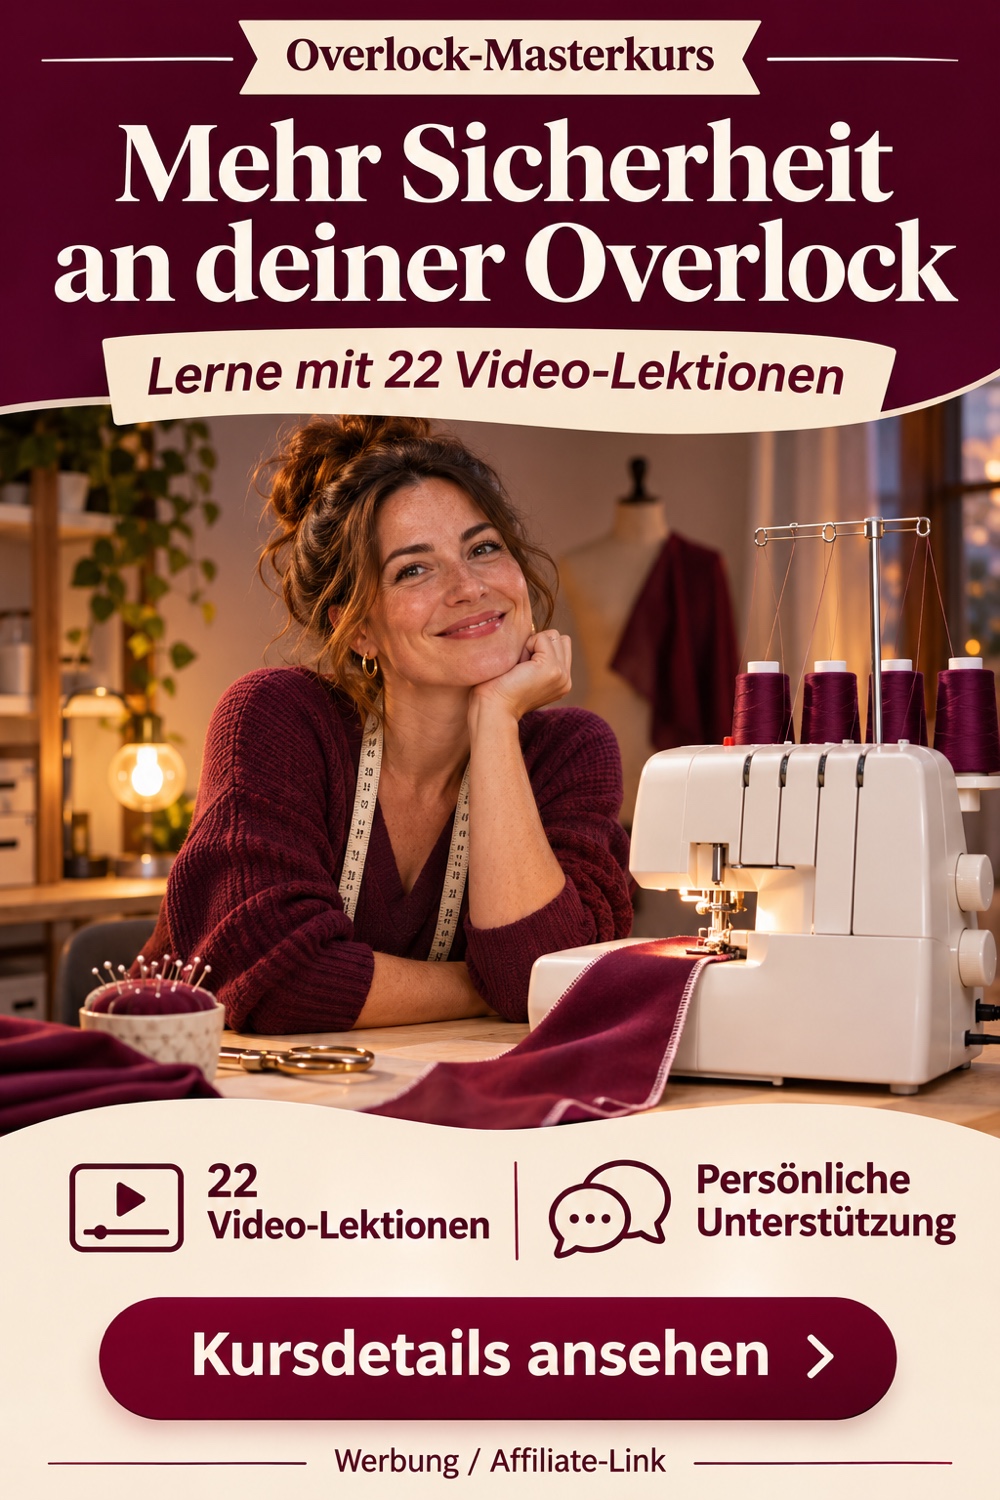 Overlock-Masterkurs
Mehr Sicherheit
an deiner Overlock
Lerne mit 22 Video-Lektionen
22
Video-Lektionen
Persönliche
Unterstützung
Kursdetails ansehen
Werbung / Affiliate-Link